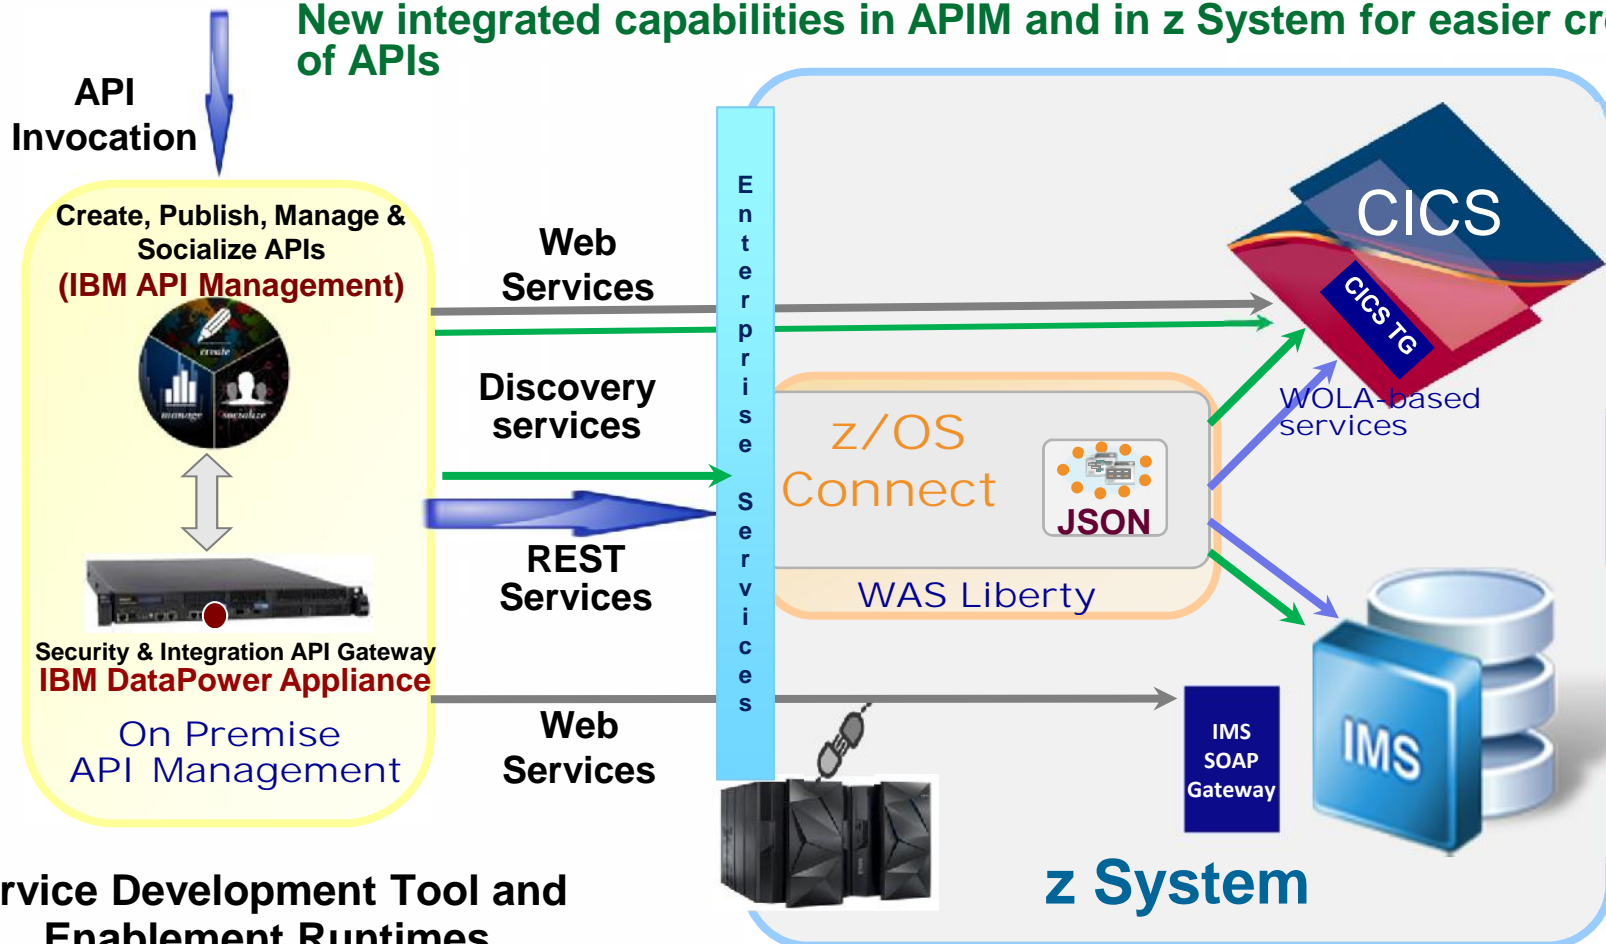 New integrated capabilities in APIM and in z System for easier cre
of APIs
API
Invocation
Create, Publish, Manage &
Socialize APIs
(IBM API Management)
create
manage
socialize
Security & Integration API Gateway
IBM DataPower Appliance
On Premise
API Management
Web
Services
Discovery
services
REST
Services
Web
Services
Enterprise Services
z/OS
Connect
JSON
WAS Liberty
CICS
CICS TG
WOLA-based
services
IMS
SOAP
Gateway
IMS
z System
rvice Development Tool and
Enablement Runtimes